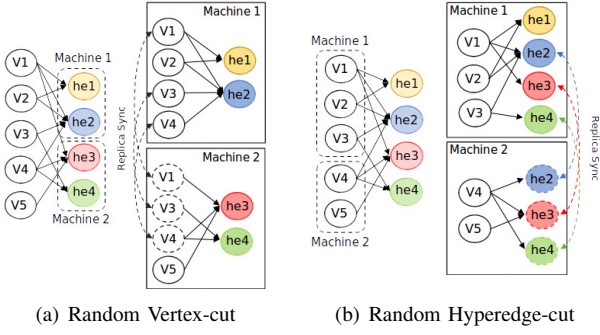 Machine 1
V1
V2
V3
V4
V5
Machine 1
he1
he2
he3
he4
Machine 2
Replica Sync
V1
V2
V3
V4
he1
he2
Machine 2
V1
V3
V4
V5
he3
he4
(a) Random Vertex-cut
Machine 1
V1
V2
V3
V4
V5
Machine 2
he1
he2
he3
he4
Machine 1
V1
V2
V3
he1
he2
he3
he4
Machine 2
V4
V5
he2
he3
he4
Replica Sync
(b) Random Hyperedge-cut